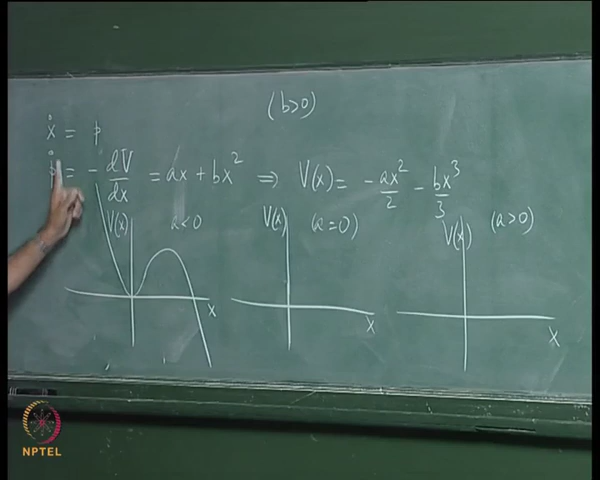 (b>0)
ẋ = p
ṗ = - dV/dx = ax + bx² ⇒ V(x) = - ax²/2 - bx³/3
V(x) a<0 V(x) (a=0) V(x) (a>0)
x x x
NPTEL